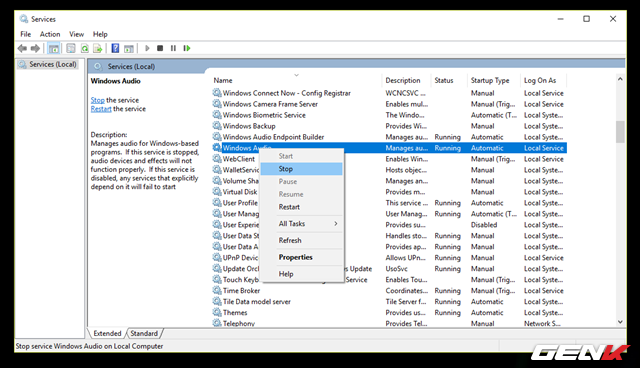 Services
File Action View Help
Services (Local)
Services (Local)
Windows Audio
Stop the service
Restart the service
Description:
Manages audio for Windows-based
programs. If this service is stopped,
audio devices and effects will not
function properly. If this service is
disabled, any services that explicitly
depend on it will fail to start
Name Description Status Startup Type Log On As
Windows Connect Now - Config Registrar WCNCSVC ... Manual Local Service
Windows Camera Frame Server Enables mul... Manual (Trig... Local Service
Windows Biometric Service The Windo... Automatic (T... Local Syste...
Windows Backup Provides Wi... Manual Local Syste...
Windows Audio Endpoint Builder Manages au... Running Automatic Local Syste...
Windows Audio Manages au... Running Automatic Local Service
WebClient Enables Win... Manual (Trig... Local Service
WalletServic Hosts objec... Manual Local Syste...
Volume Sha Manages an... Manual Local Syste...
Virtual Disk Provides m... Manual Local Syste...
User Profile This service ... Running Automatic Local Syste...
User Manag User Manag... Running Automatic (T... Local Syste...
User Experie Provides su... Disabled Local Syste...
User Data St Handles sto... Running Manual Local Syste...
User Data A Provides ap... Running Manual Local Syste...
UPnP Devic Allows UPn... Running Manual Local Service
Update Orch s Update UsoSvc Running Manual Local Syste...
Touch Keyb g Service Enables Tou... Manual (Trig... Local Syste...
Time Broker Coordinates... Running Manual (Trig... Local Service
Tile Data model server Tile Server f... Running Automatic Local Syste...
Themes Provides us... Running Automatic Local Syste...
Telephony Provides Tel... Manual Network S...
Start
Stop
Pause
Resume
Restart
All Tasks
Refresh
Properties
Help
Extended Standard
Stop service Windows Audio on Local Computer
GENK